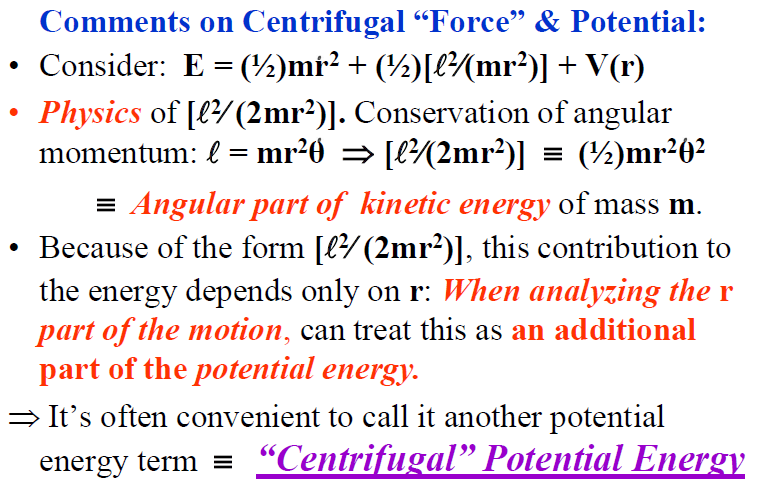 Comments on Centrifugal “Force” & Potential:
• Consider: E = (½)mṙ² + (½)[ℓ²/(mr²)] + V(r)
• Physics of [ℓ²/(2mr²)]. Conservation of angular
momentum: ℓ = mr²θ̇ ⇒ [ℓ²/(2mr²)] ≡ (½)mr²θ̇²
≡ Angular part of kinetic energy of mass m.
• Because of the form [ℓ²/(2mr²)], this contribution to
the energy depends only on r: When analyzing the r
part of the motion, can treat this as an additional
part of the potential energy.
⇒ It’s often convenient to call it another potential
energy term ≡ “Centrifugal” Potential Energy